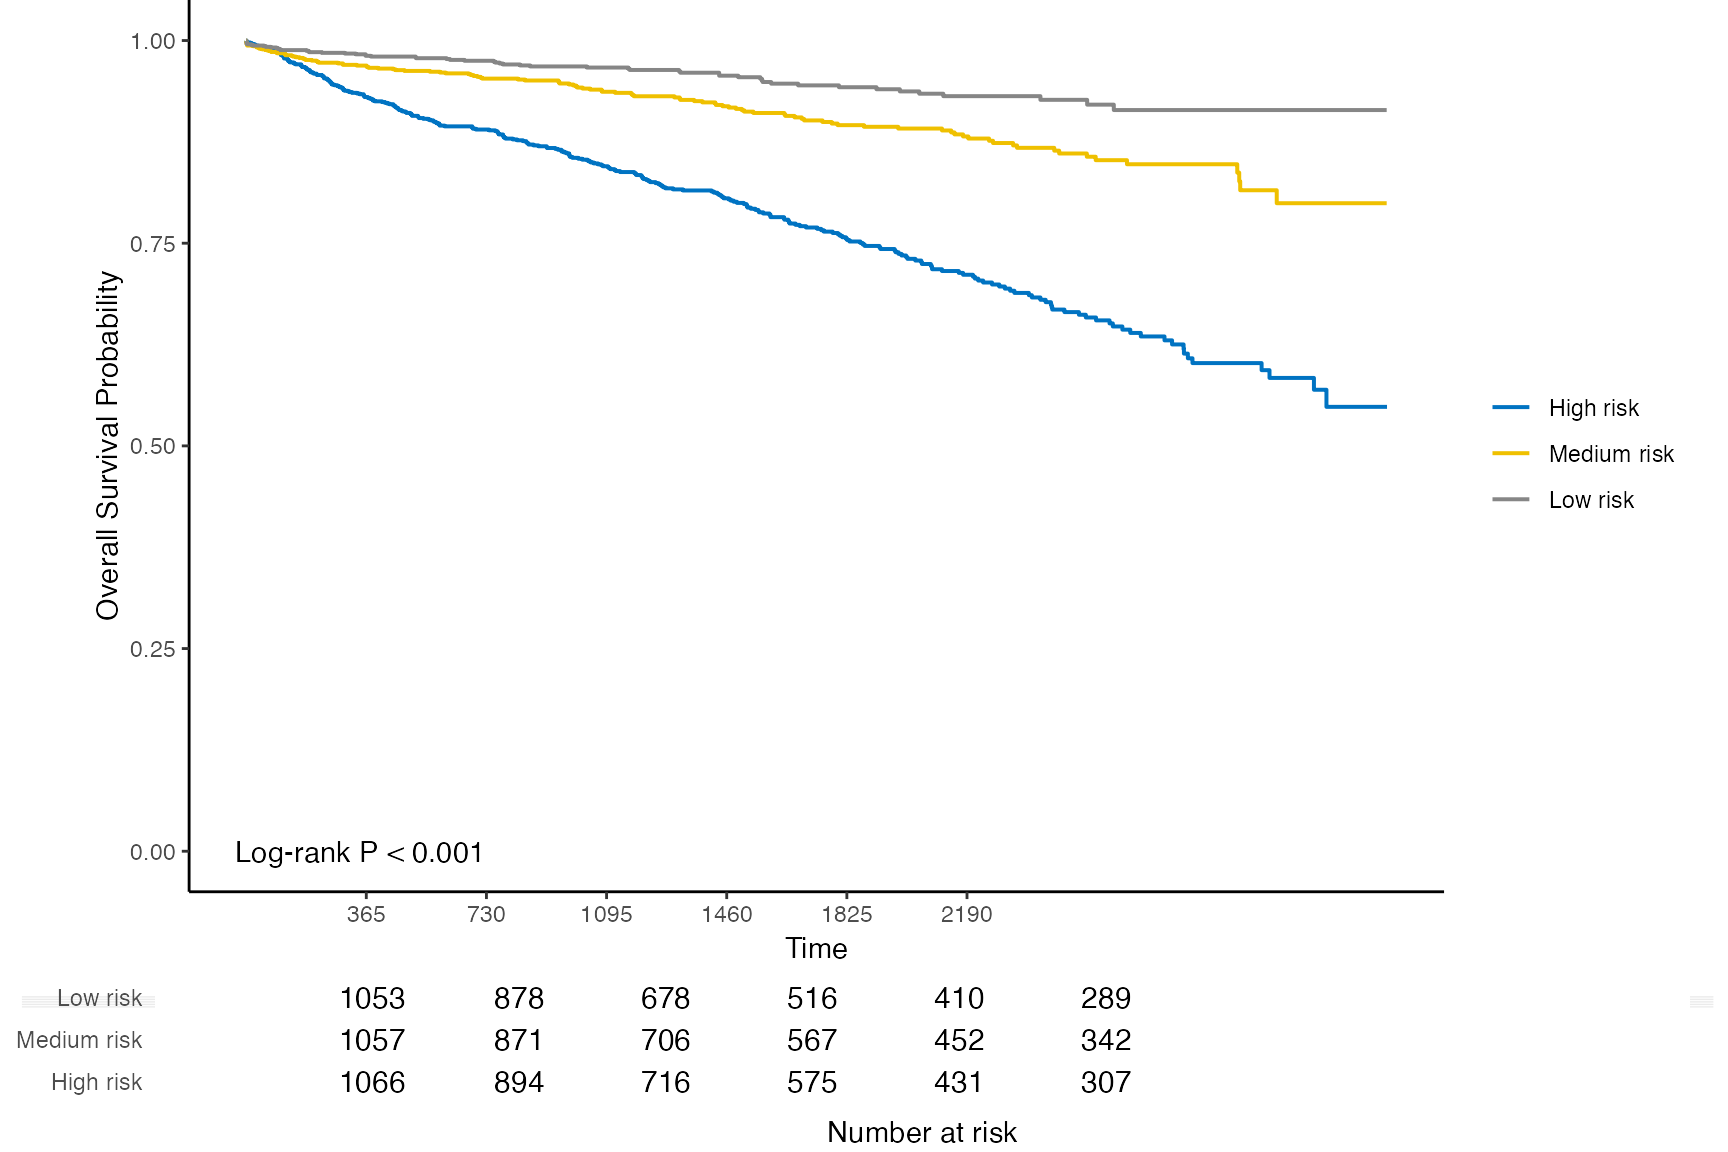 1.00
0.75
0.50
0.25
0.00
Overall Survival Probability
Log-rank P < 0.001
365 730 1095 1460 1825 2190
Time
High risk
Medium risk
Low risk
Low risk 1053 878 678 516 410 289
Medium risk 1057 871 706 567 452 342
High risk 1066 894 716 575 431 307
Number at risk